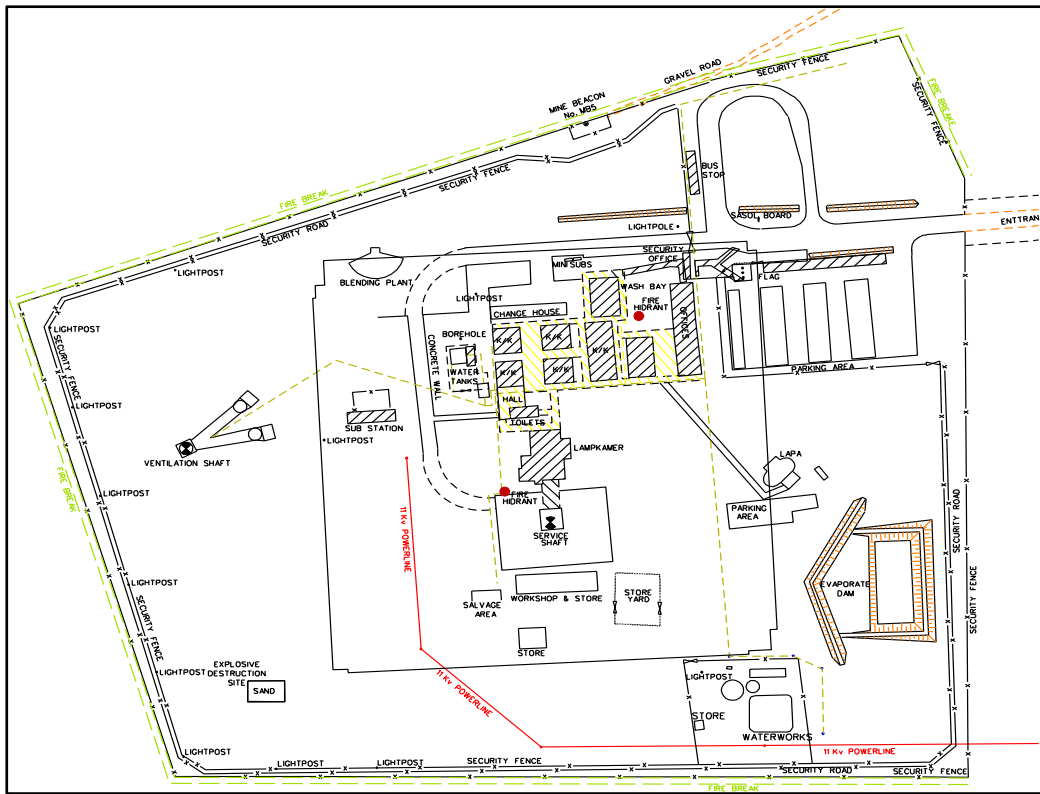 GRAVEL ROAD
SECURITY FENCE
FIRE BREAKE
SECURITY FENCE
MINE BEACON
No. MB5
BUS
STOP
SECURITY FENCE
FIRE BREAK
SECURITY ROAD
SASOL BOARD
LIGHTPOLE
ENTTRAN
SECURITY
OFFICE
FLAG
LIGHTPOST
BLENDING PLANT
MINISUBS
WASH BAY
LIGHTPOST
FIRE
HIDRANT
OFFICES
CHANGE HOUSE
LIGHTPOST
BOREHOLE
K/K
K/K
K/K
SECURITY FENCE
CONCRETE WALL
WATER
TANKS
K/K
K/K
PARKING AREA
LIGHTPOST
HALL
TOILETS
SUB STATION
LIGHTPOST
LAMPKAMER
LAPA
VENTILATION SHAFT
FIRE BREAK
LIGHTPOST
FIRE
HIDRANT
PARKING
AREA
SECURITY ROAD
11 Kv POWERLINE
SERVICE
SHAFT
LIGHTPOST
EVAPORATE
DAM
SECURITY FENCE
WORKSHOP & STORE
STORE
YARD
SALVAGE
AREA
SECURITY FENCE
STORE
LIGHTPOST
EXPLOSIVE
DESTRUCTION
SITE
SAND
11 Kv POWERLINE
LIGHTPOST
STORE
WATERWORKS
LIGHTPOST
11 Kv POWERLINE
LIGHTPOST
LIGHTPOST
SECURITY FENCE
SECURITY ROAD
SECURITY FENCE
FIRE BREAK